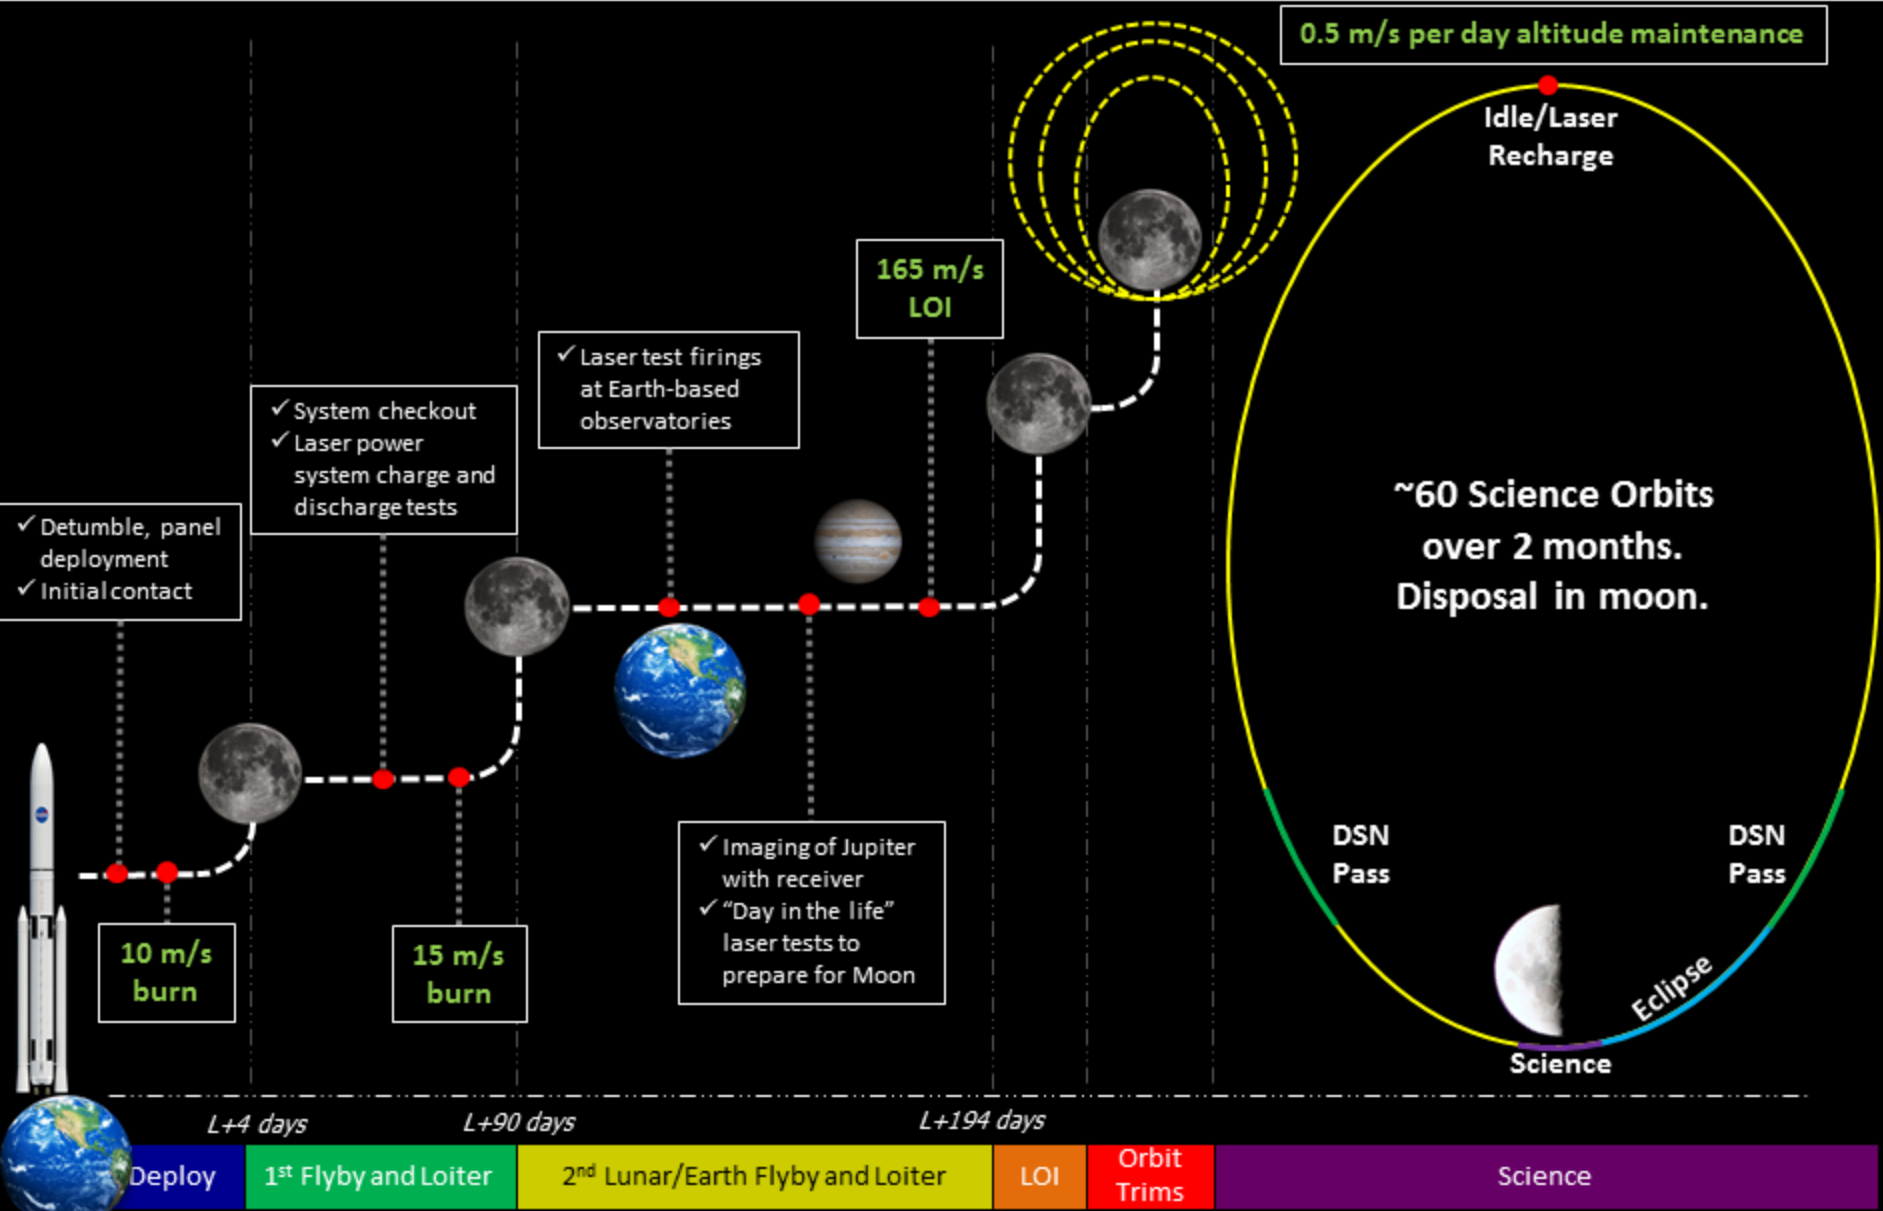 0.5 m/s per day altitude maintenance
Idle/Laser
Recharge
165 m/s
LOI
✓ Laser test firings
at Earth-based
observatories
✓ System checkout
✓ Laser power
system charge and
discharge tests
✓ Detumble, panel
deployment
✓ Initial contact
~60 Science Orbits
over 2 months.
Disposal in moon.
DSN
Pass
DSN
Pass
✓ Imaging of Jupiter
with receiver
✓ “Day in the life”
laser tests to
prepare for Moon
10 m/s
burn
15 m/s
burn
Eclipse
Science
L+4 days
L+90 days
L+194 days
Deploy
1st Flyby and Loiter
2nd Lunar/Earth Flyby and Loiter
LOI
Orbit
Trims
Science